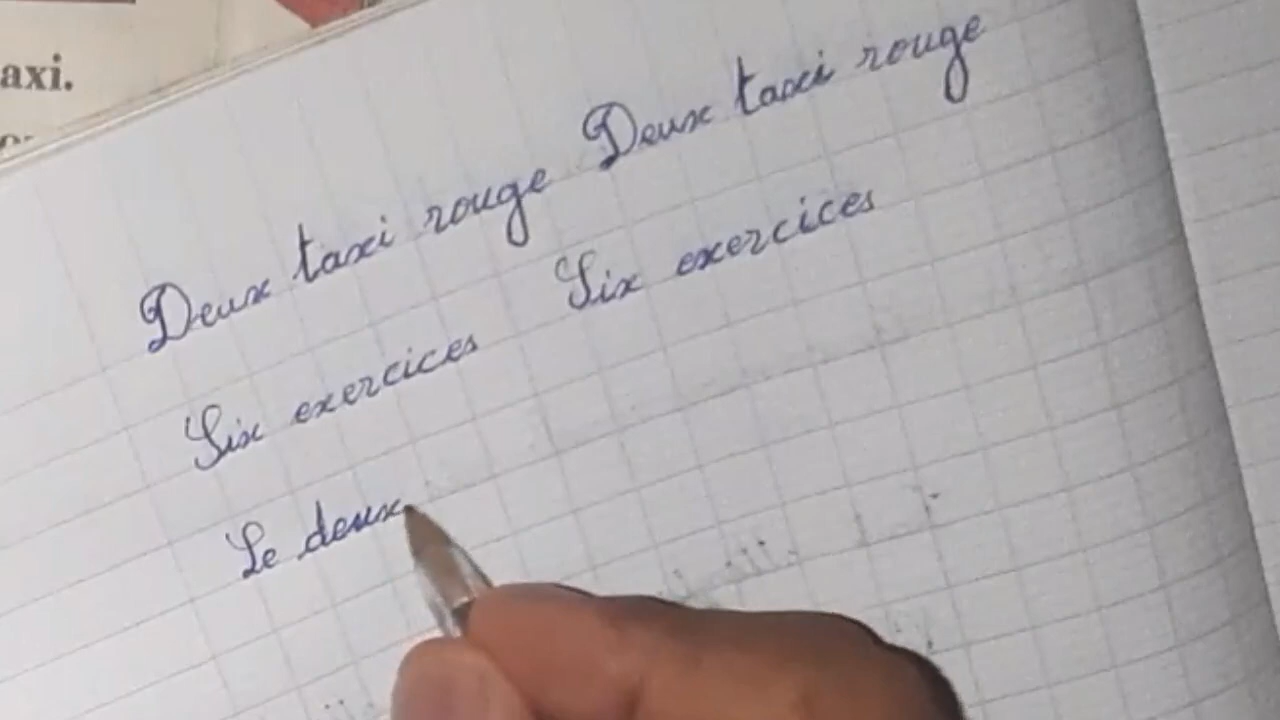 axi.
Deux taxi rouge Deux taxi rouge
Six exercices Six exercices
Le deux